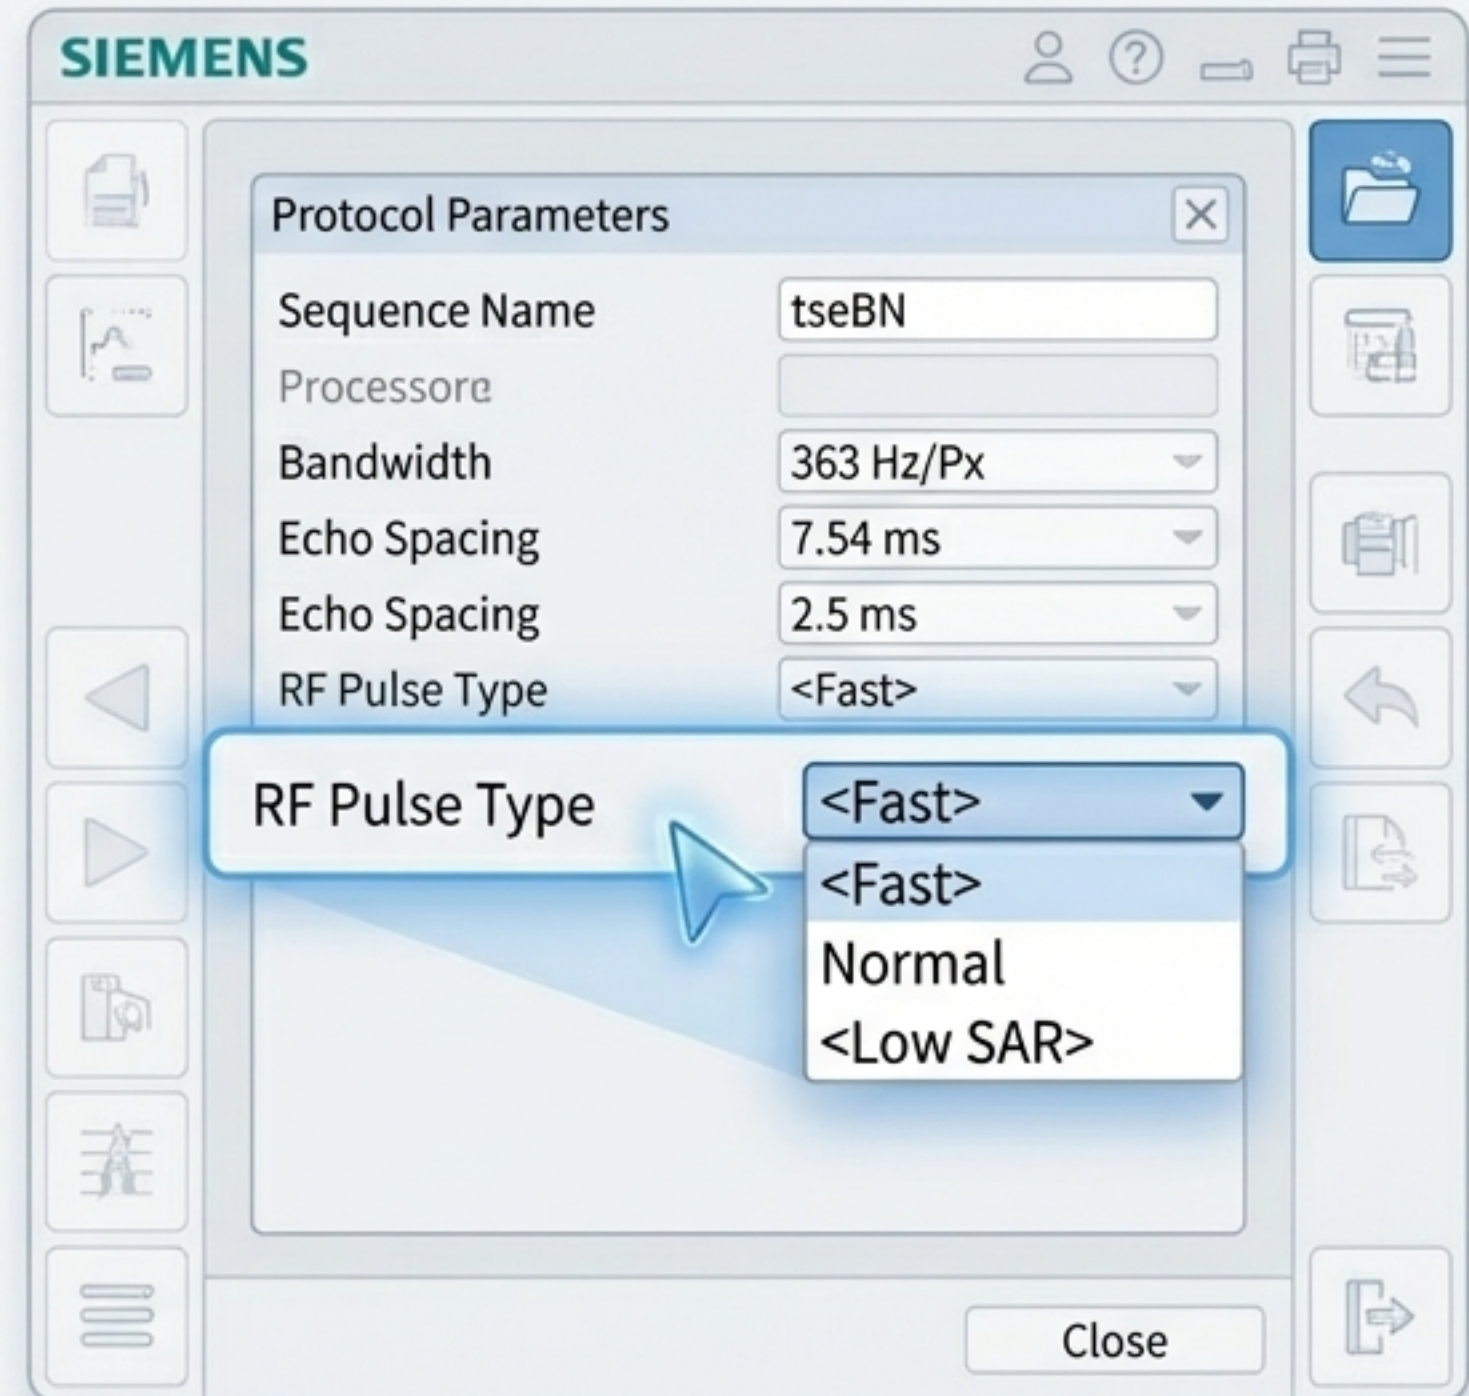 SIEMENS
Protocol Parameters
Sequence Name tseBN
Processore
Bandwidth 363 Hz/Px
Echo Spacing 7.54 ms
Echo Spacing 2.5 ms
RF Pulse Type <Fast>
RF Pulse Type <Fast>
<Fast>
Normal
<Low SAR>
Close